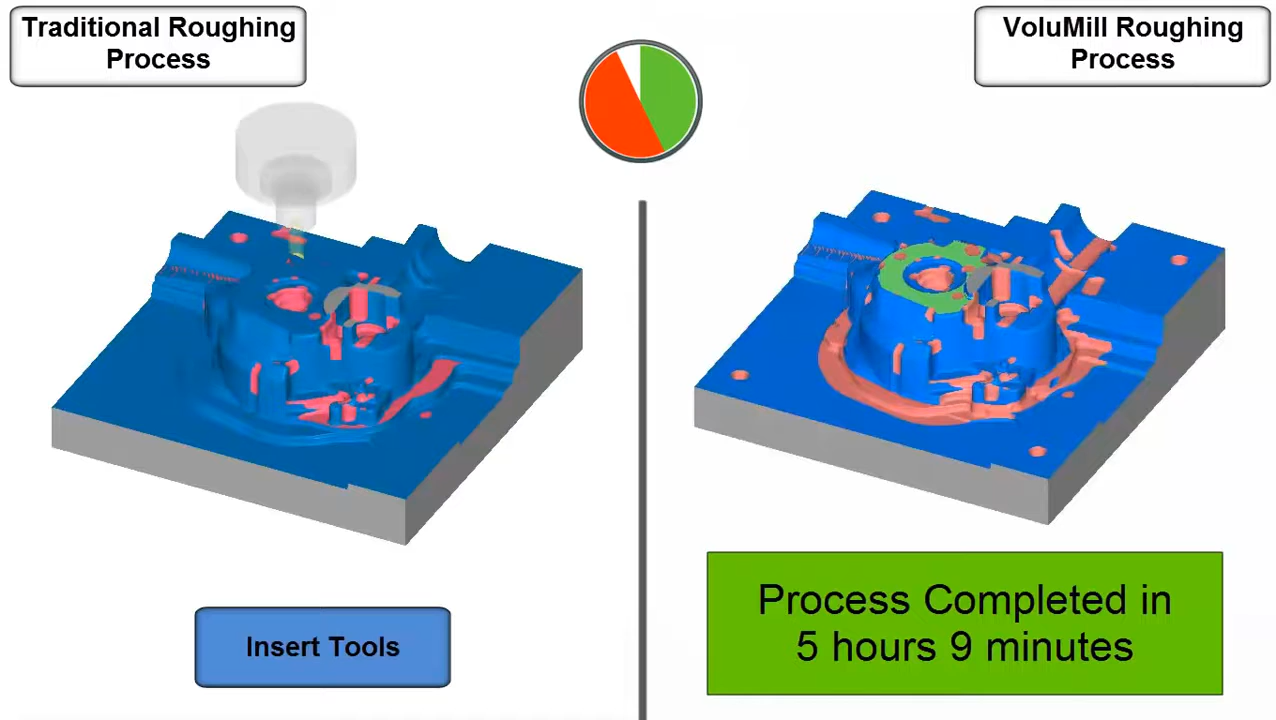 Traditional Roughing
Process
VoluMill Roughing
Process
Insert Tools
Process Completed in
5 hours 9 minutes